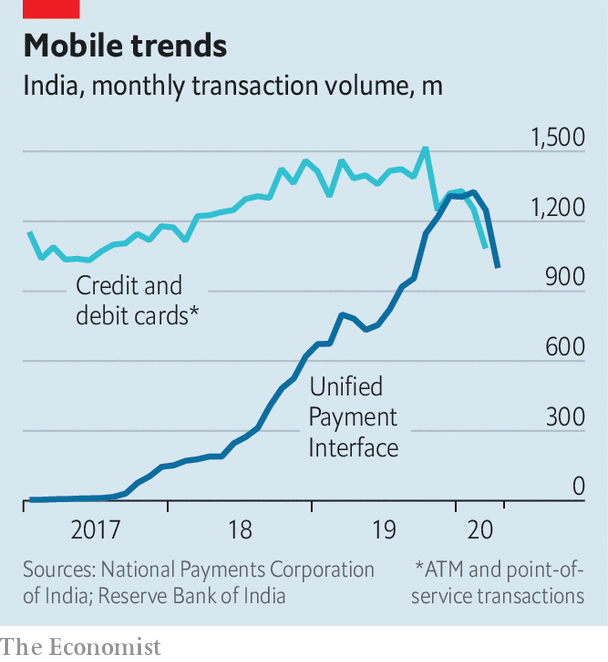 Mobile trends
India, monthly transaction volume, m
1,500
1,200
900
600
300
0
Credit and
debit cards*
Unified
Payment
Interface
2017
18
19
20
Sources: National Payments Corporation
of India; Reserve Bank of India
*ATM and point-of-
service transactions
The Economist